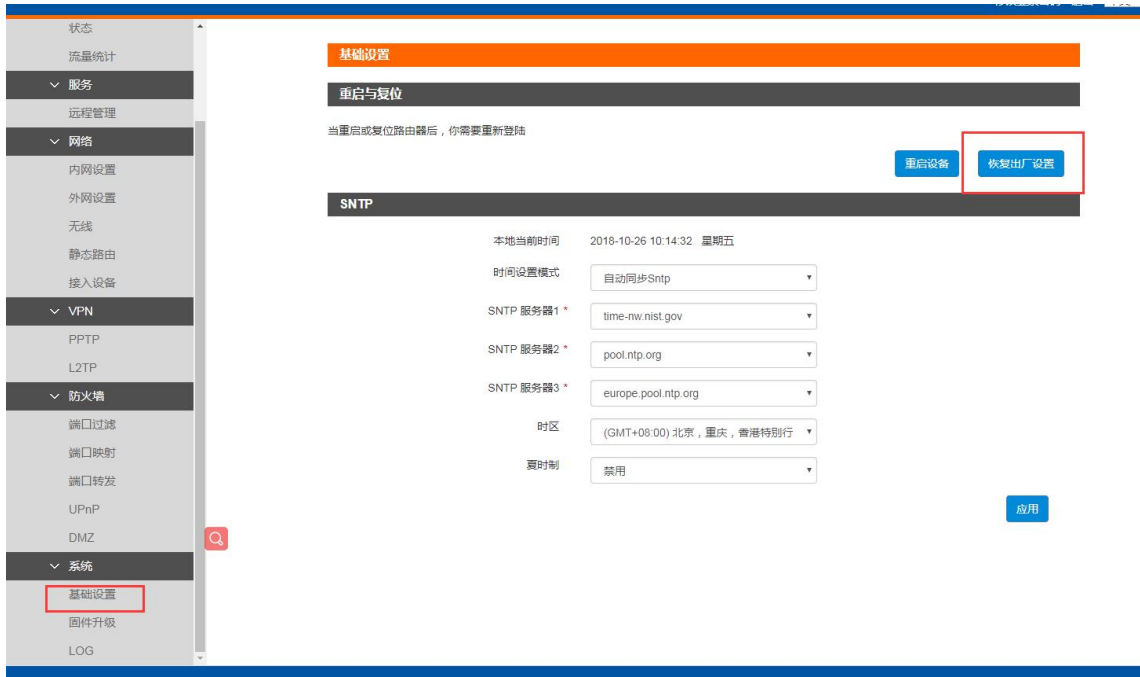 状态
流量统计
服务
远程管理
网络
内网设置
外网设置
无线
静态路由
接入设备
VPN
PPTP
L2TP
防火墙
端口过滤
端口映射
端口转发
UPnP
DMZ
系统
基础设置
固件升级
LOG
基础设置
重启与复位
当重启或复位路由器后，你需要重新登陆
重启设备 恢复出厂设置
SNTP
本地当前时间 2018-10-26 10:14:32 星期五
时间设置模式 自动同步Sntp
SNTP 服务器1 * time-nw.nist.gov
SNTP 服务器2 * pool.ntp.org
SNTP 服务器3 * europe.pool.ntp.org
时区 (GMT+08:00) 北京，重庆，香港特别行
夏时制 禁用
应用